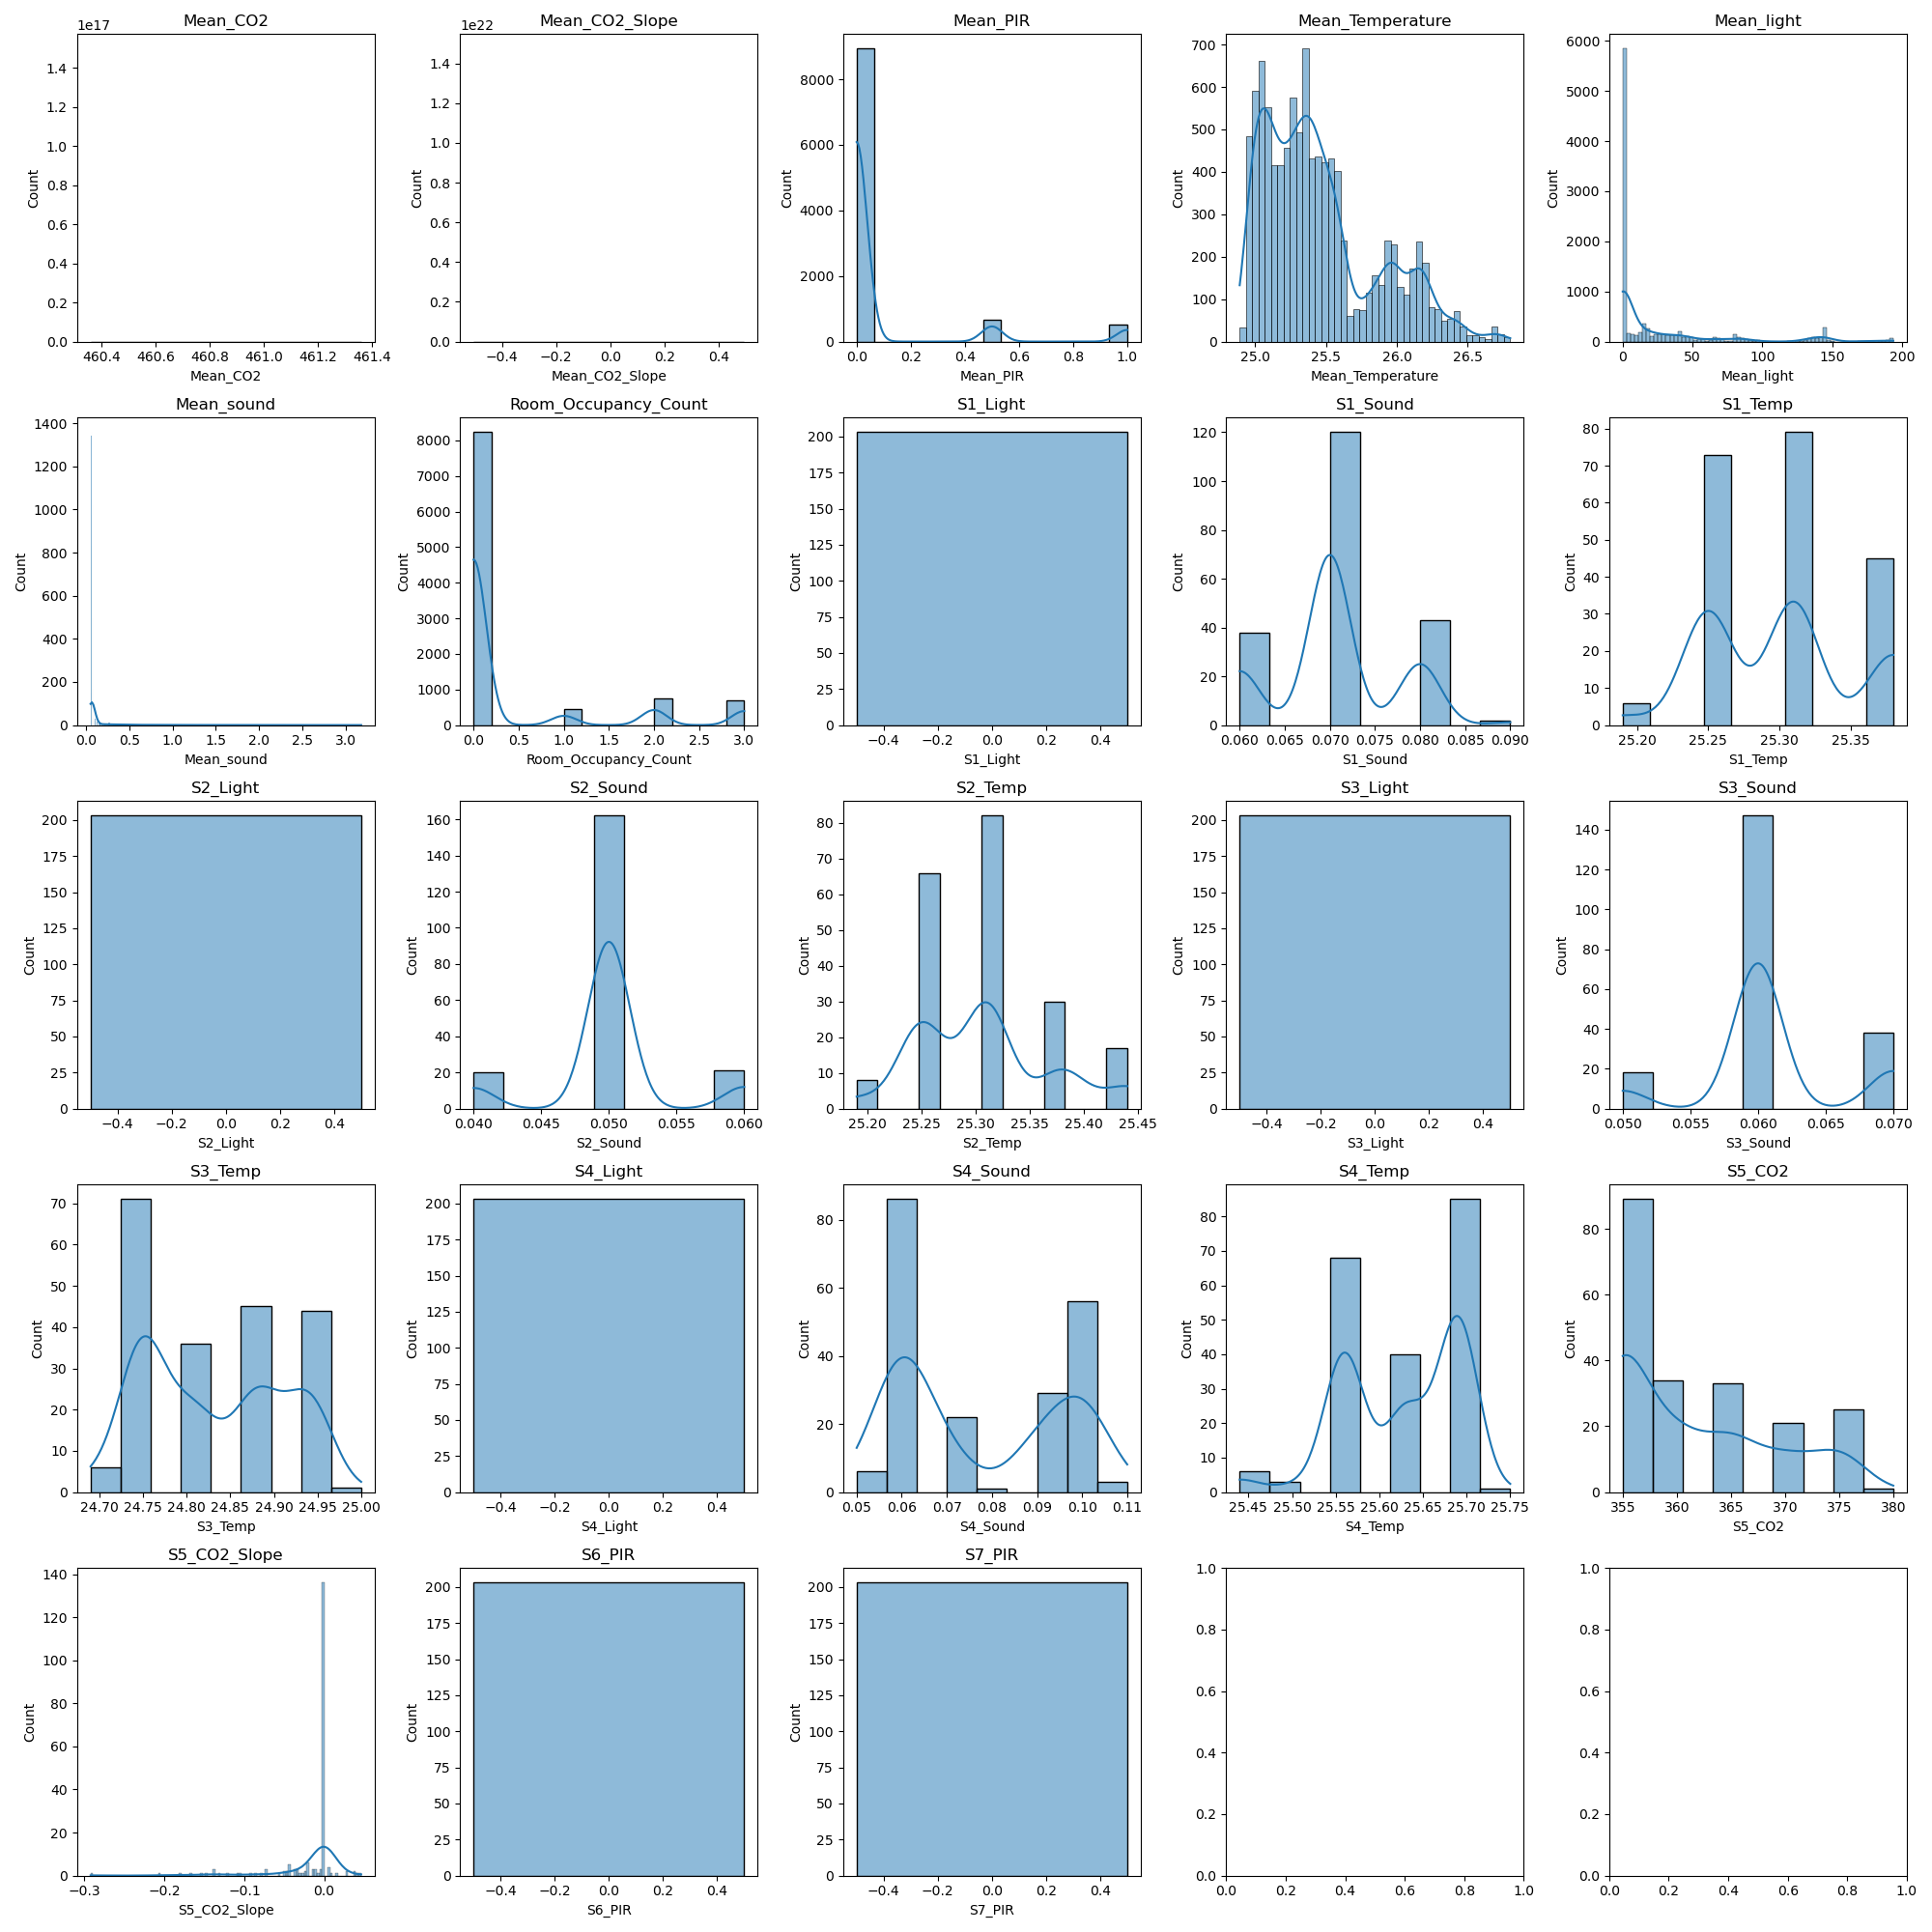 Mean_CO2
1e17
1.4
1.2
1.0
0.8
0.6
0.4
0.2
0.0
Count
460.4 460.6 460.8 461.0 461.2 461.4
Mean_CO2
Mean_CO2_Slope
1e22
1.4
1.2
1.0
0.8
0.6
0.4
0.2
0.0
Count
−0.4 −0.2 0.0 0.2 0.4
Mean_CO2_Slope
Mean_PIR
8000
6000
4000
2000
0
Count
0.0 0.2 0.4 0.6 0.8 1.0
Mean_PIR
Mean_Temperature
700
600
500
400
300
200
100
0
Count
25.0 25.5 26.0 26.5
Mean_Temperature
Mean_light
6000
5000
4000
3000
2000
1000
0
Count
0 50 100 150 200
Mean_light
Mean_sound
1400
1200
1000
800
600
400
200
0
Count
0.0 0.5 1.0 1.5 2.0 2.5 3.0
Mean_sound
Room_Occupancy_Count
8000
7000
6000
5000
4000
3000
2000
1000
0
Count
0.0 0.5 1.0 1.5 2.0 2.5 3.0
Room_Occupancy_Count
S1_Light
200
175
150
125
100
75
50
25
0
Count
−0.4 −0.2 0.0 0.2 0.4
S1_Light
S1_Sound
120
100
80
60
40
20
0
Count
0.060 0.065 0.070 0.075 0.080 0.085 0.090
S1_Sound
S1_Temp
80
70
60
50
40
30
20
10
0
Count
25.20 25.25 25.30 25.35
S1_Temp
S2_Light
200
175
150
125
100
75
50
25
0
Count
−0.4 −0.2 0.0 0.2 0.4
S2_Light
S2_Sound
160
140
120
100
80
60
40
20
0
Count
0.040 0.045 0.050 0.055 0.060
S2_Sound
S2_Temp
80
70
60
50
40
30
20
10
0
Count
25.20 25.25 25.30 25.35 25.40 25.45
S2_Temp
S3_Light
200
175
150
125
100
75
50
25
0
Count
−0.4 −0.2 0.0 0.2 0.4
S3_Light
S3_Sound
140
120
100
80
60
40
20
0
Count
0.050 0.055 0.060 0.065 0.070
S3_Sound
S3_Temp
70
60
50
40
30
20
10
0
Count
24.70 24.75 24.80 24.85 24.90 24.95 25.00
S3_Temp
S4_Light
200
175
150
125
100
75
50
25
0
Count
−0.4 −0.2 0.0 0.2 0.4
S4_Light
S4_Sound
80
60
40
20
0
Count
0.05 0.06 0.07 0.08 0.09 0.10 0.11
S4_Sound
S4_Temp
80
70
60
50
40
30
20
10
0
Count
25.45 25.50 25.55 25.60 25.65 25.70 25.75
S4_Temp
S5_CO2
80
60
40
20
0
Count
355 360 365 370 375 380
S5_CO2
S5_CO2_Slope
140
120
100
80
60
40
20
0
Count
−0.3 −0.2 −0.1 0.0
S5_CO2_Slope
S6_PIR
200
175
150
125
100
75
50
25
0
Count
−0.4 −0.2 0.0 0.2 0.4
S6_PIR
S7_PIR
200
175
150
125
100
75
50
25
0
Count
−0.4 −0.2 0.0 0.2 0.4
S7_PIR
1.0
0.8
0.6
0.4
0.2
0.0
0.0 0.2 0.4 0.6 0.8 1.0
1.0
0.8
0.6
0.4
0.2
0.0
0.0 0.2 0.4 0.6 0.8 1.0